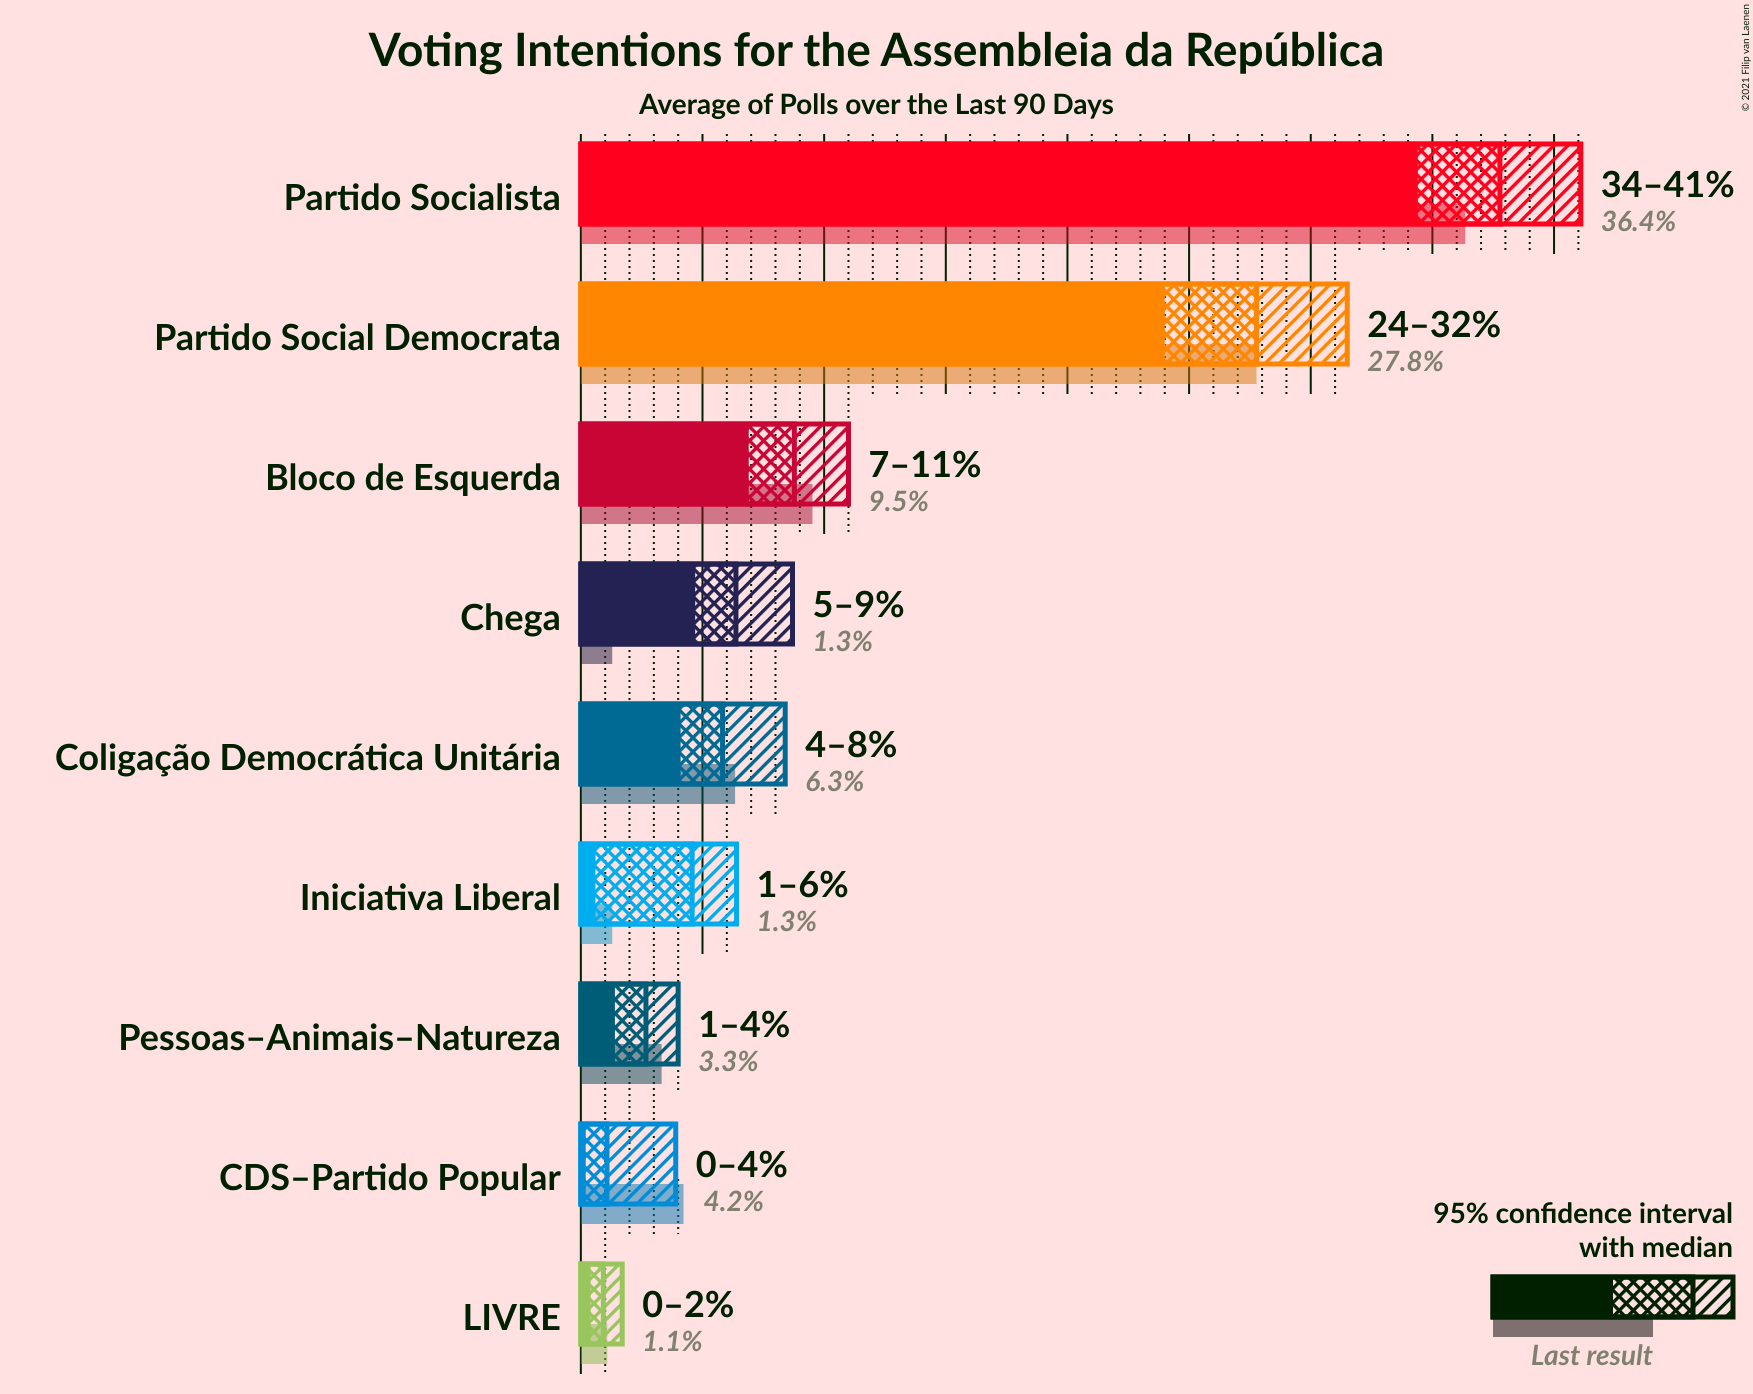 Voting Intentions for the Assembleia da República
Average of Polls over the Last 90 Days
© 2021 Filip van Laenen
Partido Socialista
34–41%
36.4%
Partido Social Democrata
24–32%
27.8%
Bloco de Esquerda
7–11%
9.5%
Chega
5–9%
1.3%
Coligação Democrática Unitária
4–8%
6.3%
Iniciativa Liberal
1–6%
1.3%
Pessoas–Animais–Natureza
1–4%
3.3%
CDS–Partido Popular
0–4%
4.2%
LIVRE
0–2%
1.1%
95% confidence interval
with median
Last result